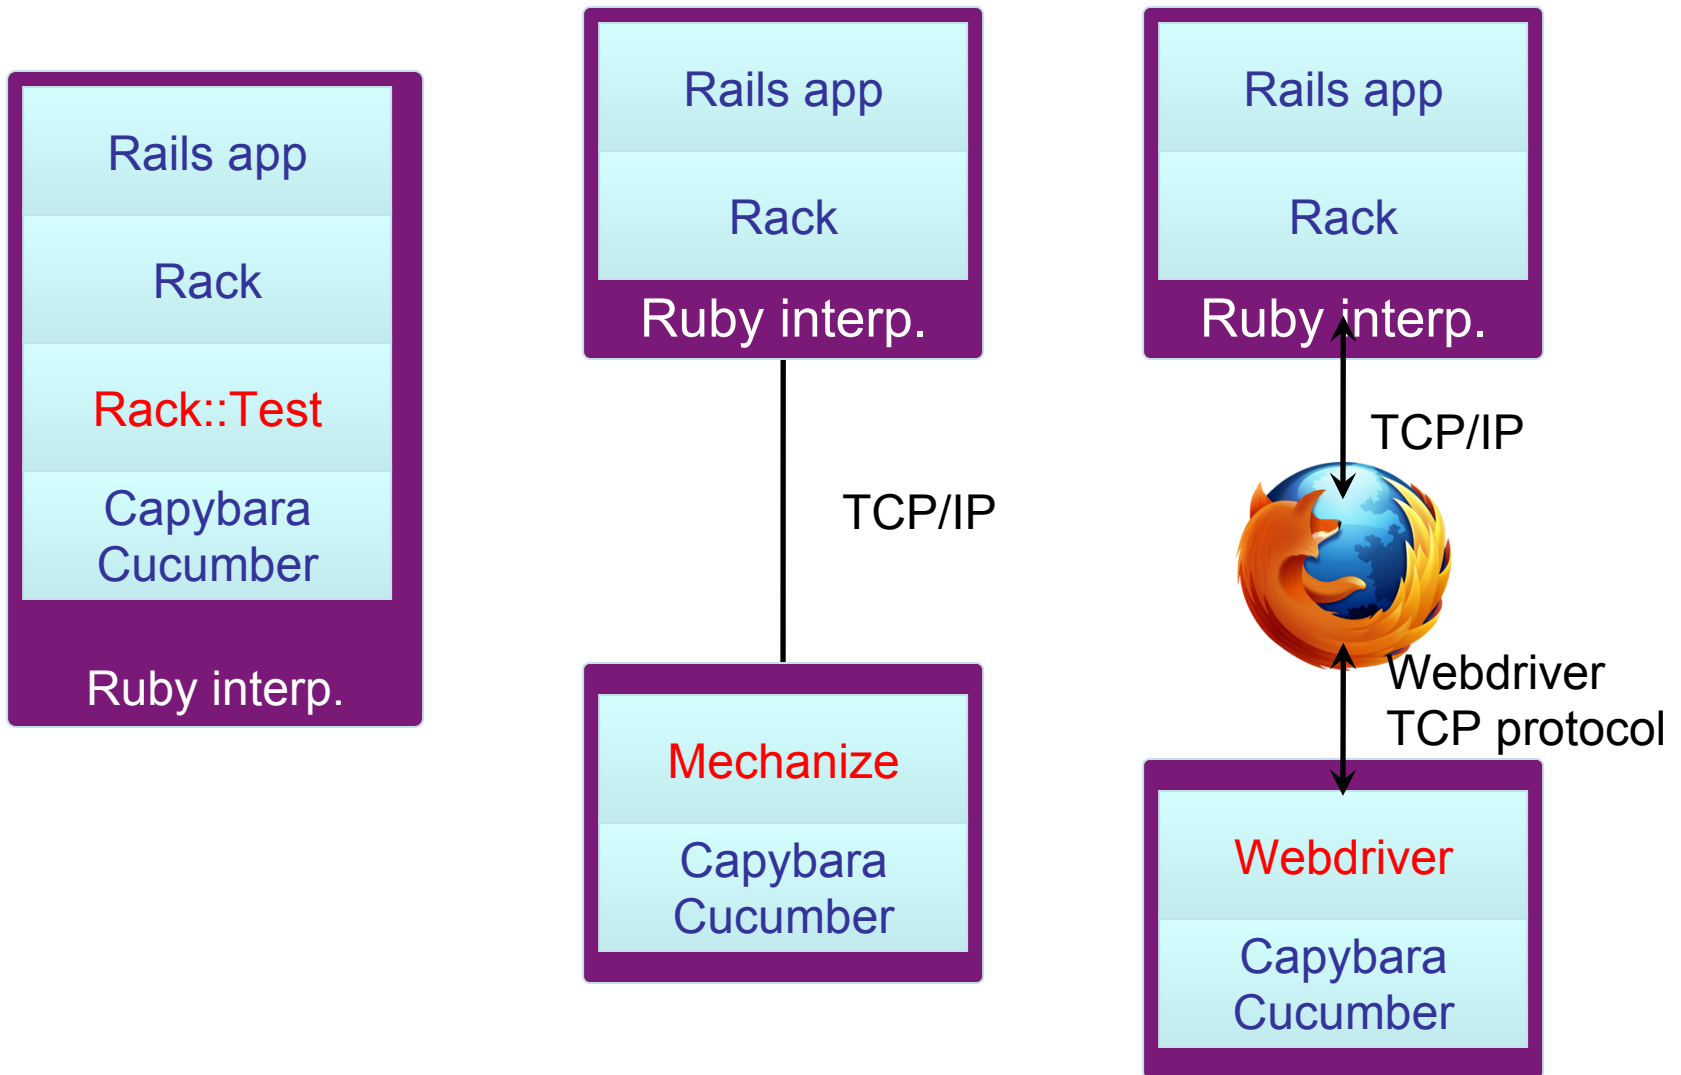 Rails app
Rack
Rack::Test
Capybara
Cucumber
Ruby interp.
Rails app
Rack
Ruby interp.
TCP/IP
Mechanize
Capybara
Cucumber
Rails app
Rack
Ruby interp.
TCP/IP
Webdriver
TCP protocol
Webdriver
Capybara
Cucumber